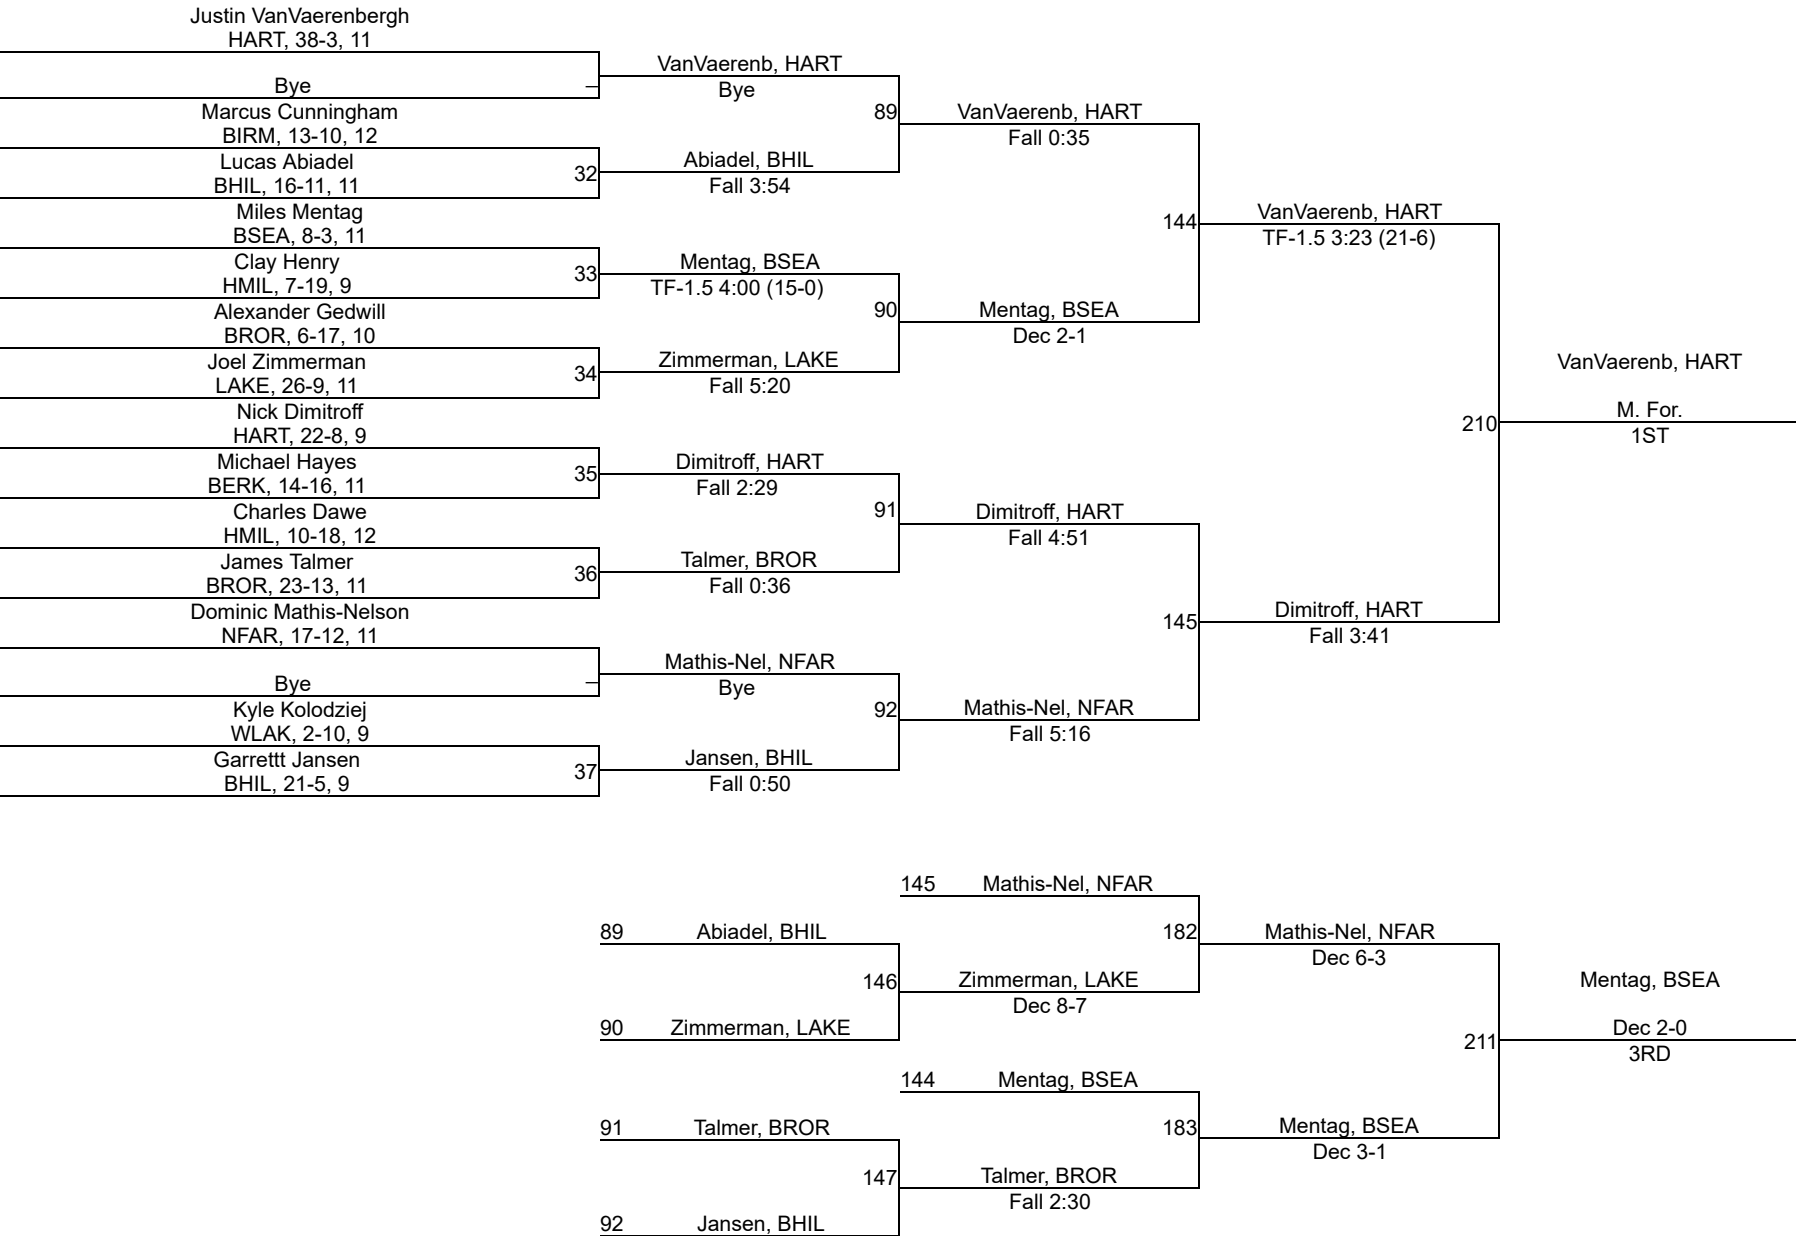 Justin VanVaerenbergh
HART, 38-3, 11
Bye
–
Marcus Cunningham
BIRM, 13-10, 12
Lucas Abiadel
BHIL, 16-11, 11
32
Miles Mentag
BSEA, 8-3, 11
Clay Henry
HMIL, 7-19, 9
33
Alexander Gedwill
BROR, 6-17, 10
Joel Zimmerman
LAKE, 26-9, 11
34
Nick Dimitroff
HART, 22-8, 9
Michael Hayes
BERK, 14-16, 11
35
Charles Dawe
HMIL, 10-18, 12
James Talmer
BROR, 23-13, 11
36
Dominic Mathis-Nelson
NFAR, 17-12, 11
Bye
–
Kyle Kolodziej
WLAK, 2-10, 9
Garrettt Jansen
BHIL, 21-5, 9
37
VanVaerenb, HART
Bye
89
Abiadel, BHIL
Fall 3:54
Mentag, BSEA
TF-1.5 4:00 (15-0)
90
Zimmerman, LAKE
Fall 5:20
Dimitroff, HART
Fall 2:29
91
Talmer, BROR
Fall 0:36
Mathis-Nel, NFAR
Bye
92
Jansen, BHIL
Fall 0:50
VanVaerenb, HART
Fall 0:35
144
Mentag, BSEA
Dec 2-1
Dimitroff, HART
Fall 4:51
145
Mathis-Nel, NFAR
Fall 5:16
VanVaerenb, HART
TF-1.5 3:23 (21-6)
210
Dimitroff, HART
Fall 3:41
VanVaerenb, HART
M. For.
1ST
89 Abiadel, BHIL
146
90 Zimmerman, LAKE
91 Talmer, BROR
147
92 Jansen, BHIL
145 Mathis-Nel, NFAR
182
Zimmerman, LAKE
Dec 8-7
144 Mentag, BSEA
183
Talmer, BROR
Fall 2:30
Mathis-Nel, NFAR
Dec 6-3
211
Mentag, BSEA
Dec 3-1
Mentag, BSEA
Dec 2-0
3RD